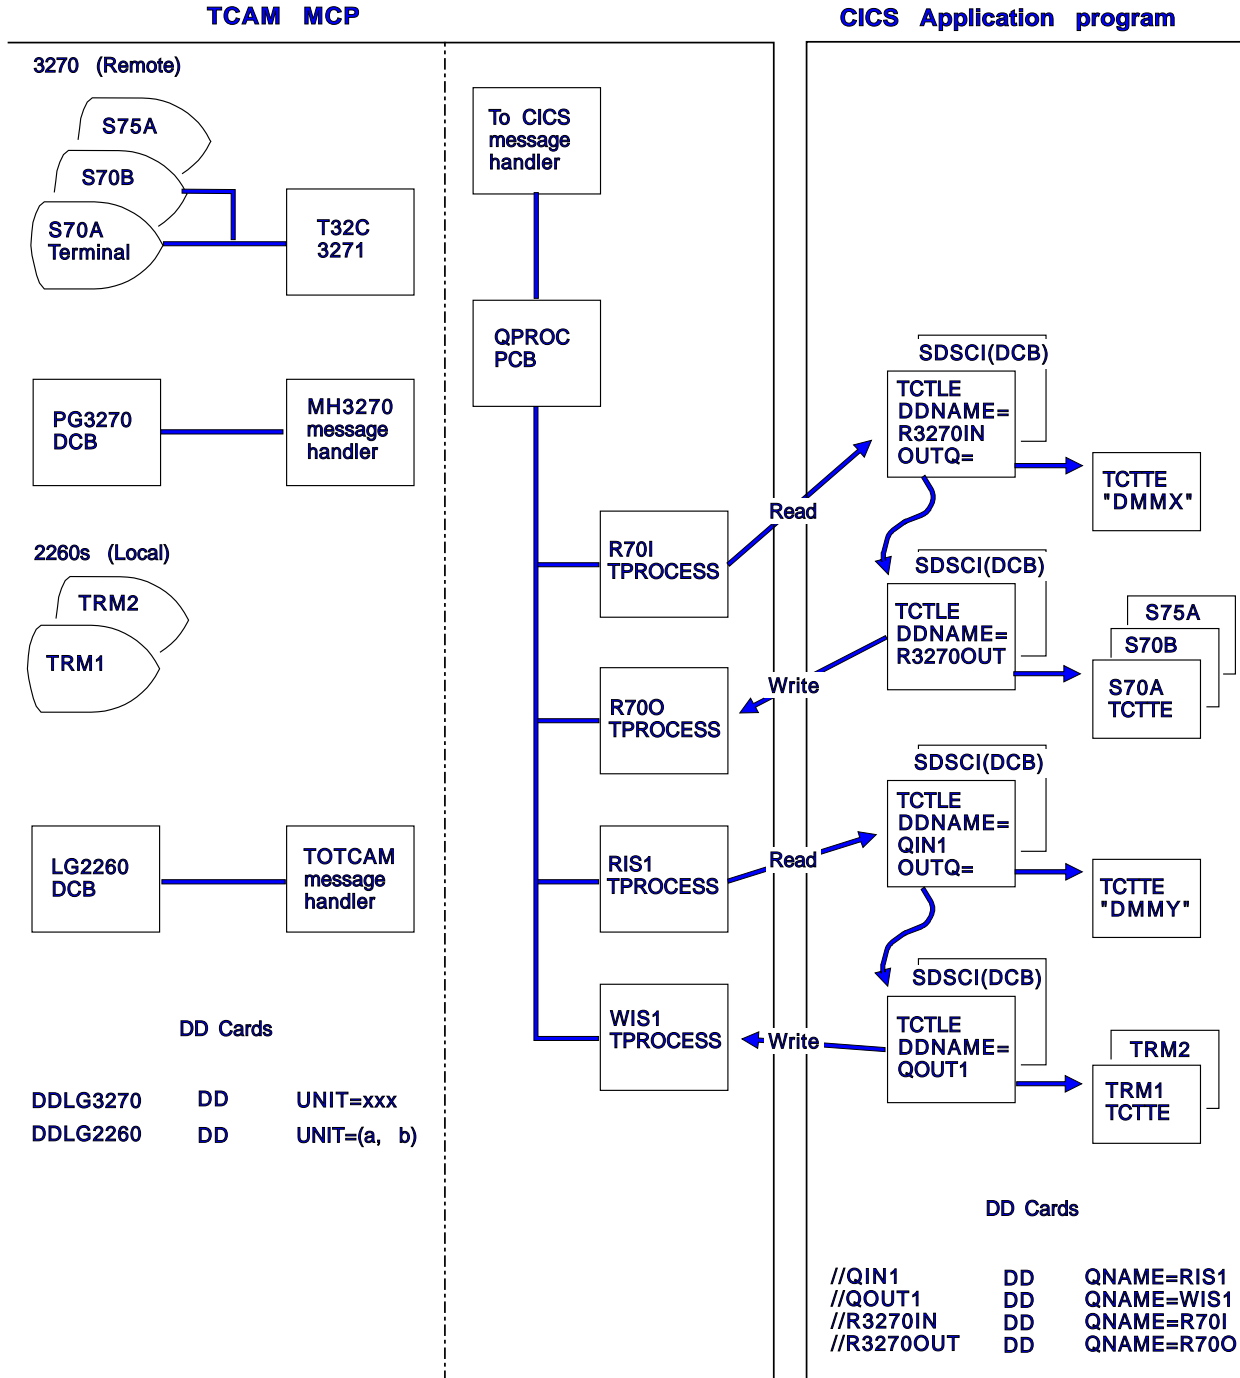 TCAM MCP
CICS Application program
3270 (Remote)
S75A
S70B
S70A
Terminal
T32C
3271
To CICS
message
handler
QPROC
PCB
PG3270
DCB
MH3270
message
handler
2260s (Local)
TRM2
TRM1
LG2260
DCB
TOTCAM
message
handler
DD Cards
DDLG3270 DD UNIT=xxx
DDLG2260 DD UNIT=(a, b)
R70I
TPROCESS
R70O
TPROCESS
RIS1
TPROCESS
WIS1
TPROCESS
Read
Write
Read
Write
SDSCI(DCB)
TCTLE
DDNAME=
R3270IN
OUTQ=
TCTTE
"DMMX"
SDSCI(DCB)
TCTLE
DDNAME=
R3270OUT
S75A
S70B
S70A
TCTTE
SDSCI(DCB)
TCTLE
DDNAME=
QIN1
OUTQ=
TCTTE
"DMMY"
SDSCI(DCB)
TCTLE
DDNAME=
QOUT1
TRM2
TRM1
TCTTE
DD Cards
//QIN1 DD QNAME=RIS1
//QOUT1 DD QNAME=WIS1
//R3270IN DD QNAME=R70I
//R3270OUT DD QNAME=R70O